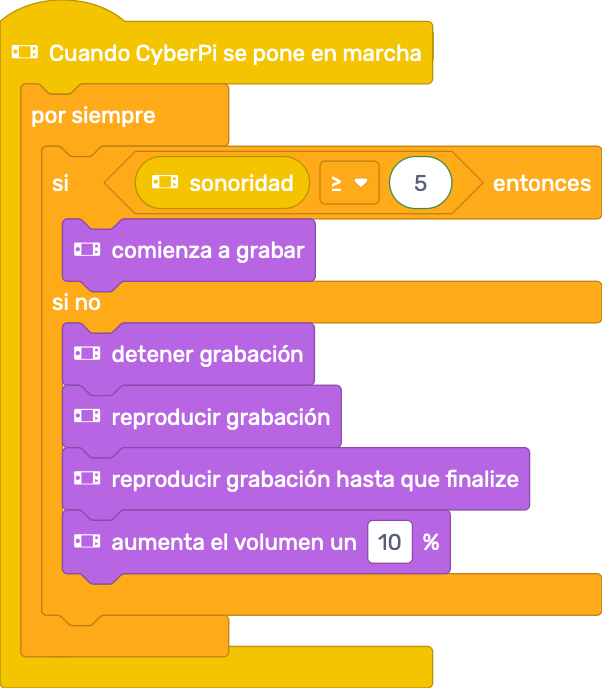 Cuando CyberPi se pone en marcha
por siempre
si sonoridad ≥ 5 entonces
comienza a grabar
si no
detener grabación
reproducir grabación
reproducir grabación hasta que finalize
aumenta el volumen un 10 %